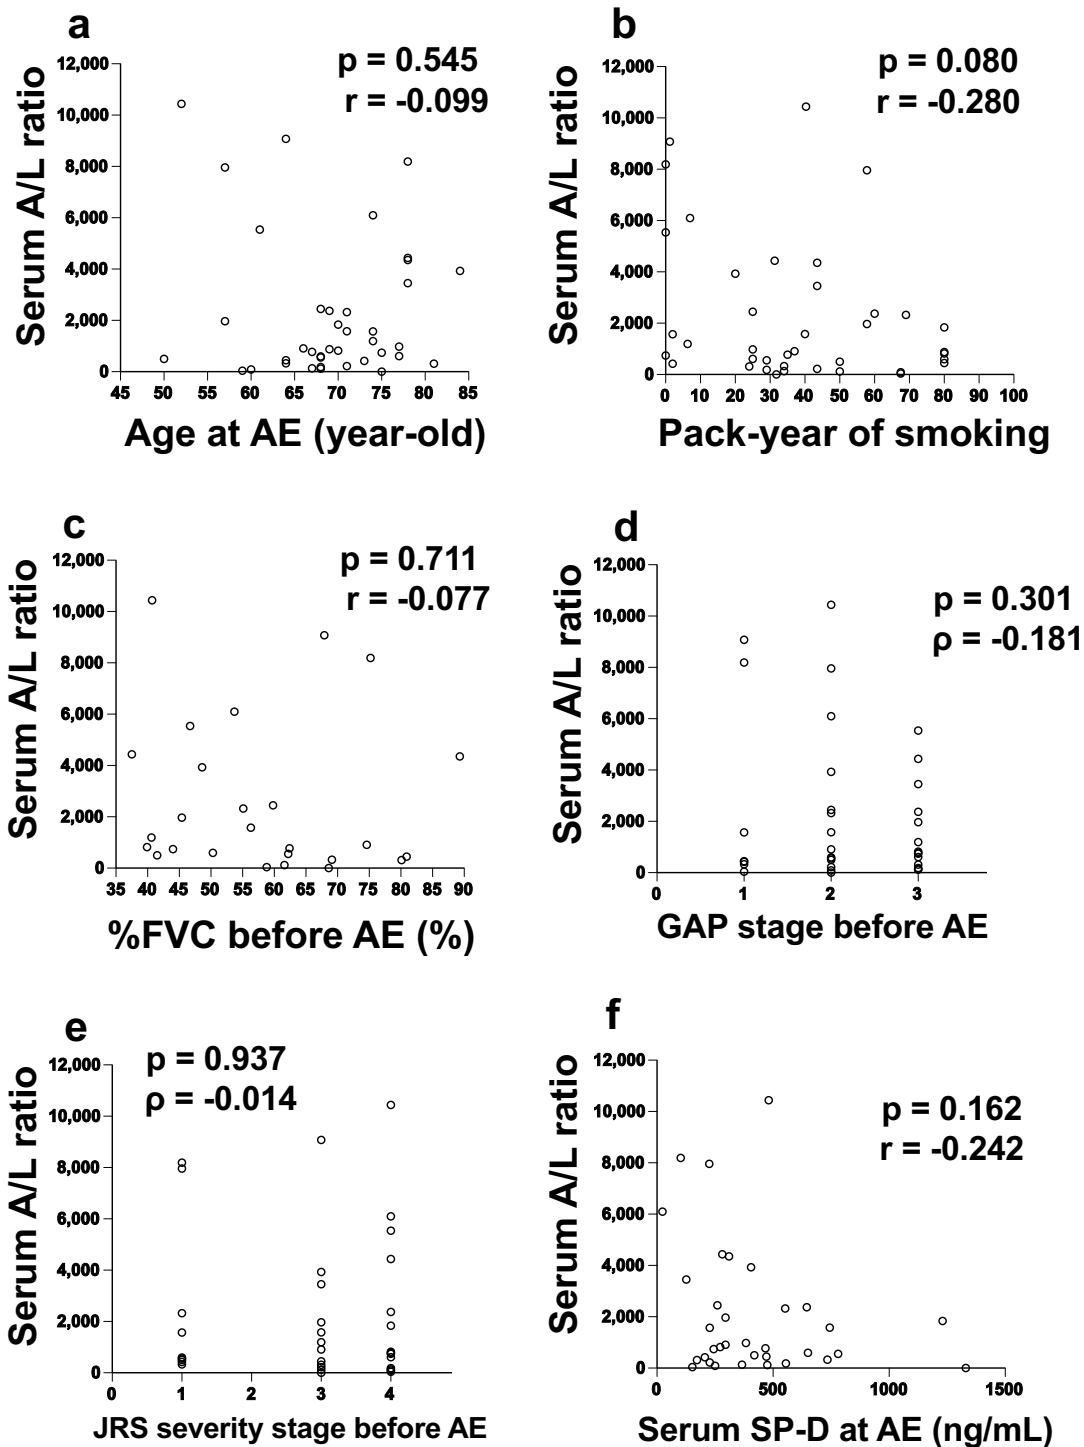 a
p = 0.545
r = -0.099
Serum A/L ratio
12,000
10,000
8,000
6,000
4,000
2,000
0
45 50 55 60 65 70 75 80 85
Age at AE (year-old)
b
p = 0.080
r = -0.280
Serum A/L ratio
12,000
10,000
8,000
6,000
4,000
2,000
0
0 10 20 30 40 50 60 70 80 90 100
Pack-year of smoking
c
p = 0.711
r = -0.077
Serum A/L ratio
12,000
10,000
8,000
6,000
4,000
2,000
0
35 40 45 50 55 60 65 70 75 80 85 90
%FVC before AE (%)
d
p = 0.301
ρ = -0.181
Serum A/L ratio
12,000
10,000
8,000
6,000
4,000
2,000
0
0 1 2 3
GAP stage before AE
e
p = 0.937
ρ = -0.014
Serum A/L ratio
12,000
10,000
8,000
6,000
4,000
2,000
0
0 1 2 3 4
JRS severity stage before AE
f
p = 0.162
r = -0.242
Serum A/L ratio
12,000
10,000
8,000
6,000
4,000
2,000
0
0 500 1000 1500
Serum SP-D at AE (ng/mL)